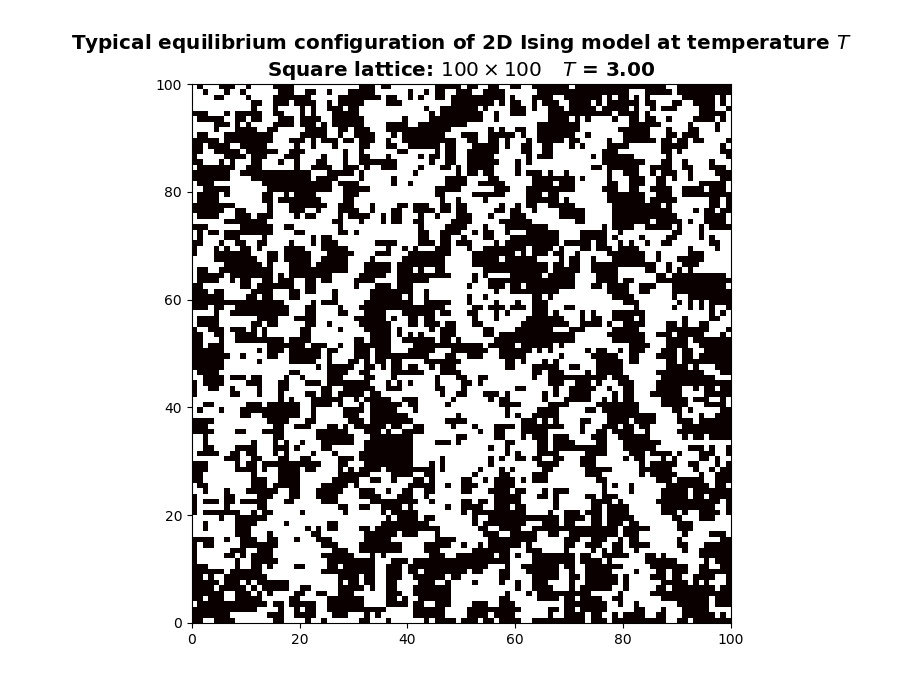 Typical equilibrium configuration of 2D Ising model at temperature T
Square lattice: 100 × 100 T = 3.00
100
80
60
40
20
0
0 20 40 60 80 100